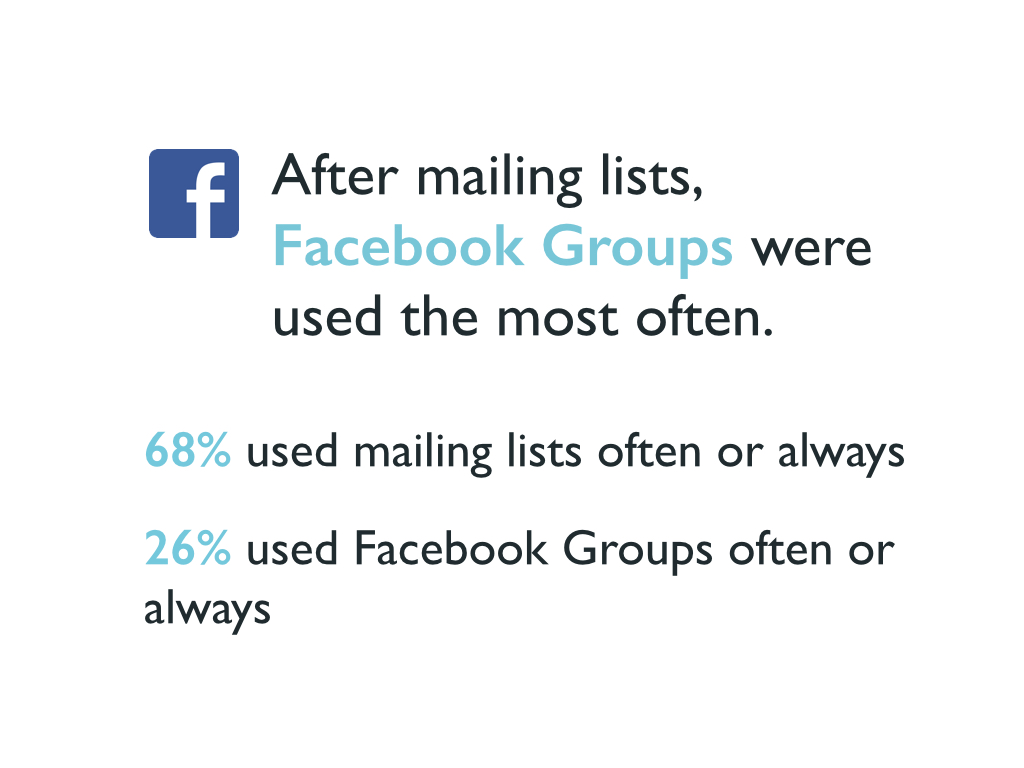 After mailing lists,
Facebook Groups were
used the most often.
68% used mailing lists often or always
26% used Facebook Groups often or
always